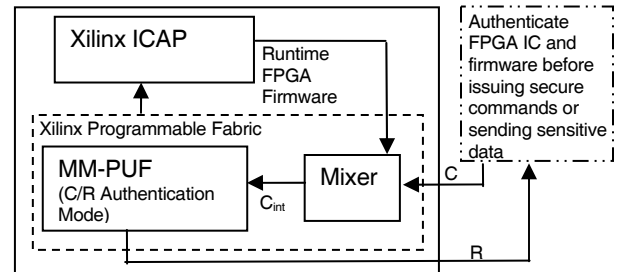 Xilinx ICAP
Runtime
FPGA
Firmware
Authenticate
FPGA IC and
firmware before
issuing secure
commands or
sending sensitive
data
Xilinx Programmable Fabric
MM-PUF
(C/R Authentication
Mode)
Cint
Mixer
C
R